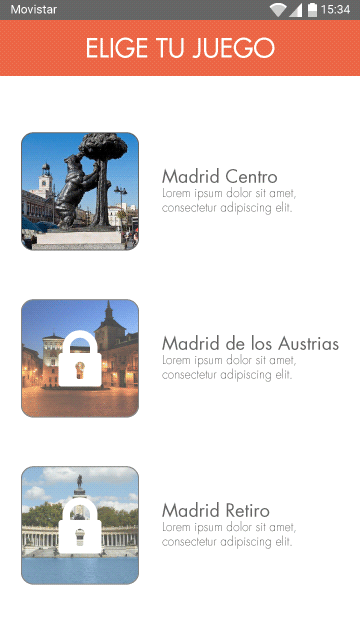 Movistar 15:34
ELIGE TU JUEGO
Madrid Centro
Lorem ipsum dolor sit amet,
consectetur adipiscing elit.
Madrid de los Austrias
Lorem ipsum dolor sit amet,
consectetur adipiscing elit.
Madrid Retiro
Lorem ipsum dolor sit amet,
consectetur adipiscing elit.